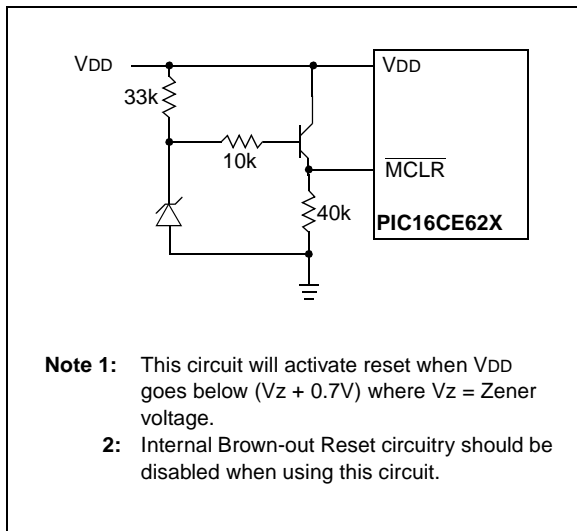 VDD
VDD
33k
10k
MCLR
40k
PIC16CE62X
Note 1: This circuit will activate reset when VDD
goes below (Vz + 0.7V) where Vz = Zener
voltage.
2: Internal Brown-out Reset circuitry should be
disabled when using this circuit.